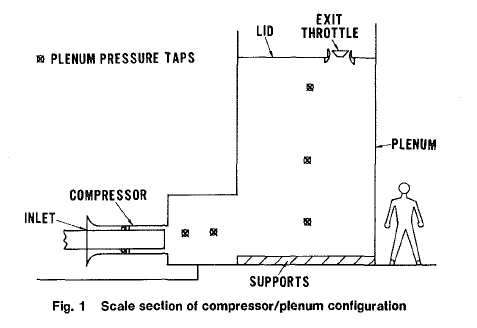 EXIT
THROTTLE
LID
PLENUM PRESSURE TAPS
PLENUM
COMPRESSOR
INLET
SUPPORTS
Fig. 1 Scale section of compressor/plenum configuration